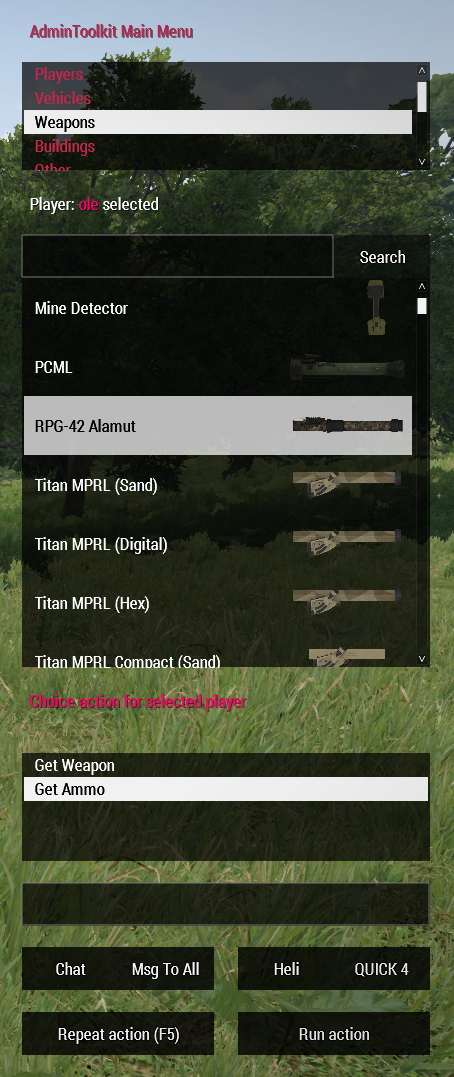 AdminToolkit Main Menu
Players
Vehicles
Weapons
Buildings
Other
Player: ole selected
Search
Mine Detector
PCML
RPG-42 Alamut
Titan MPRL (Sand)
Titan MPRL (Digital)
Titan MPRL (Hex)
Titan MPRL Compact (Sand)
Choice action for selected player
Get Weapon
Get Ammo
Chat Msg To All Heli QUICK 4
Repeat action (F5) Run action